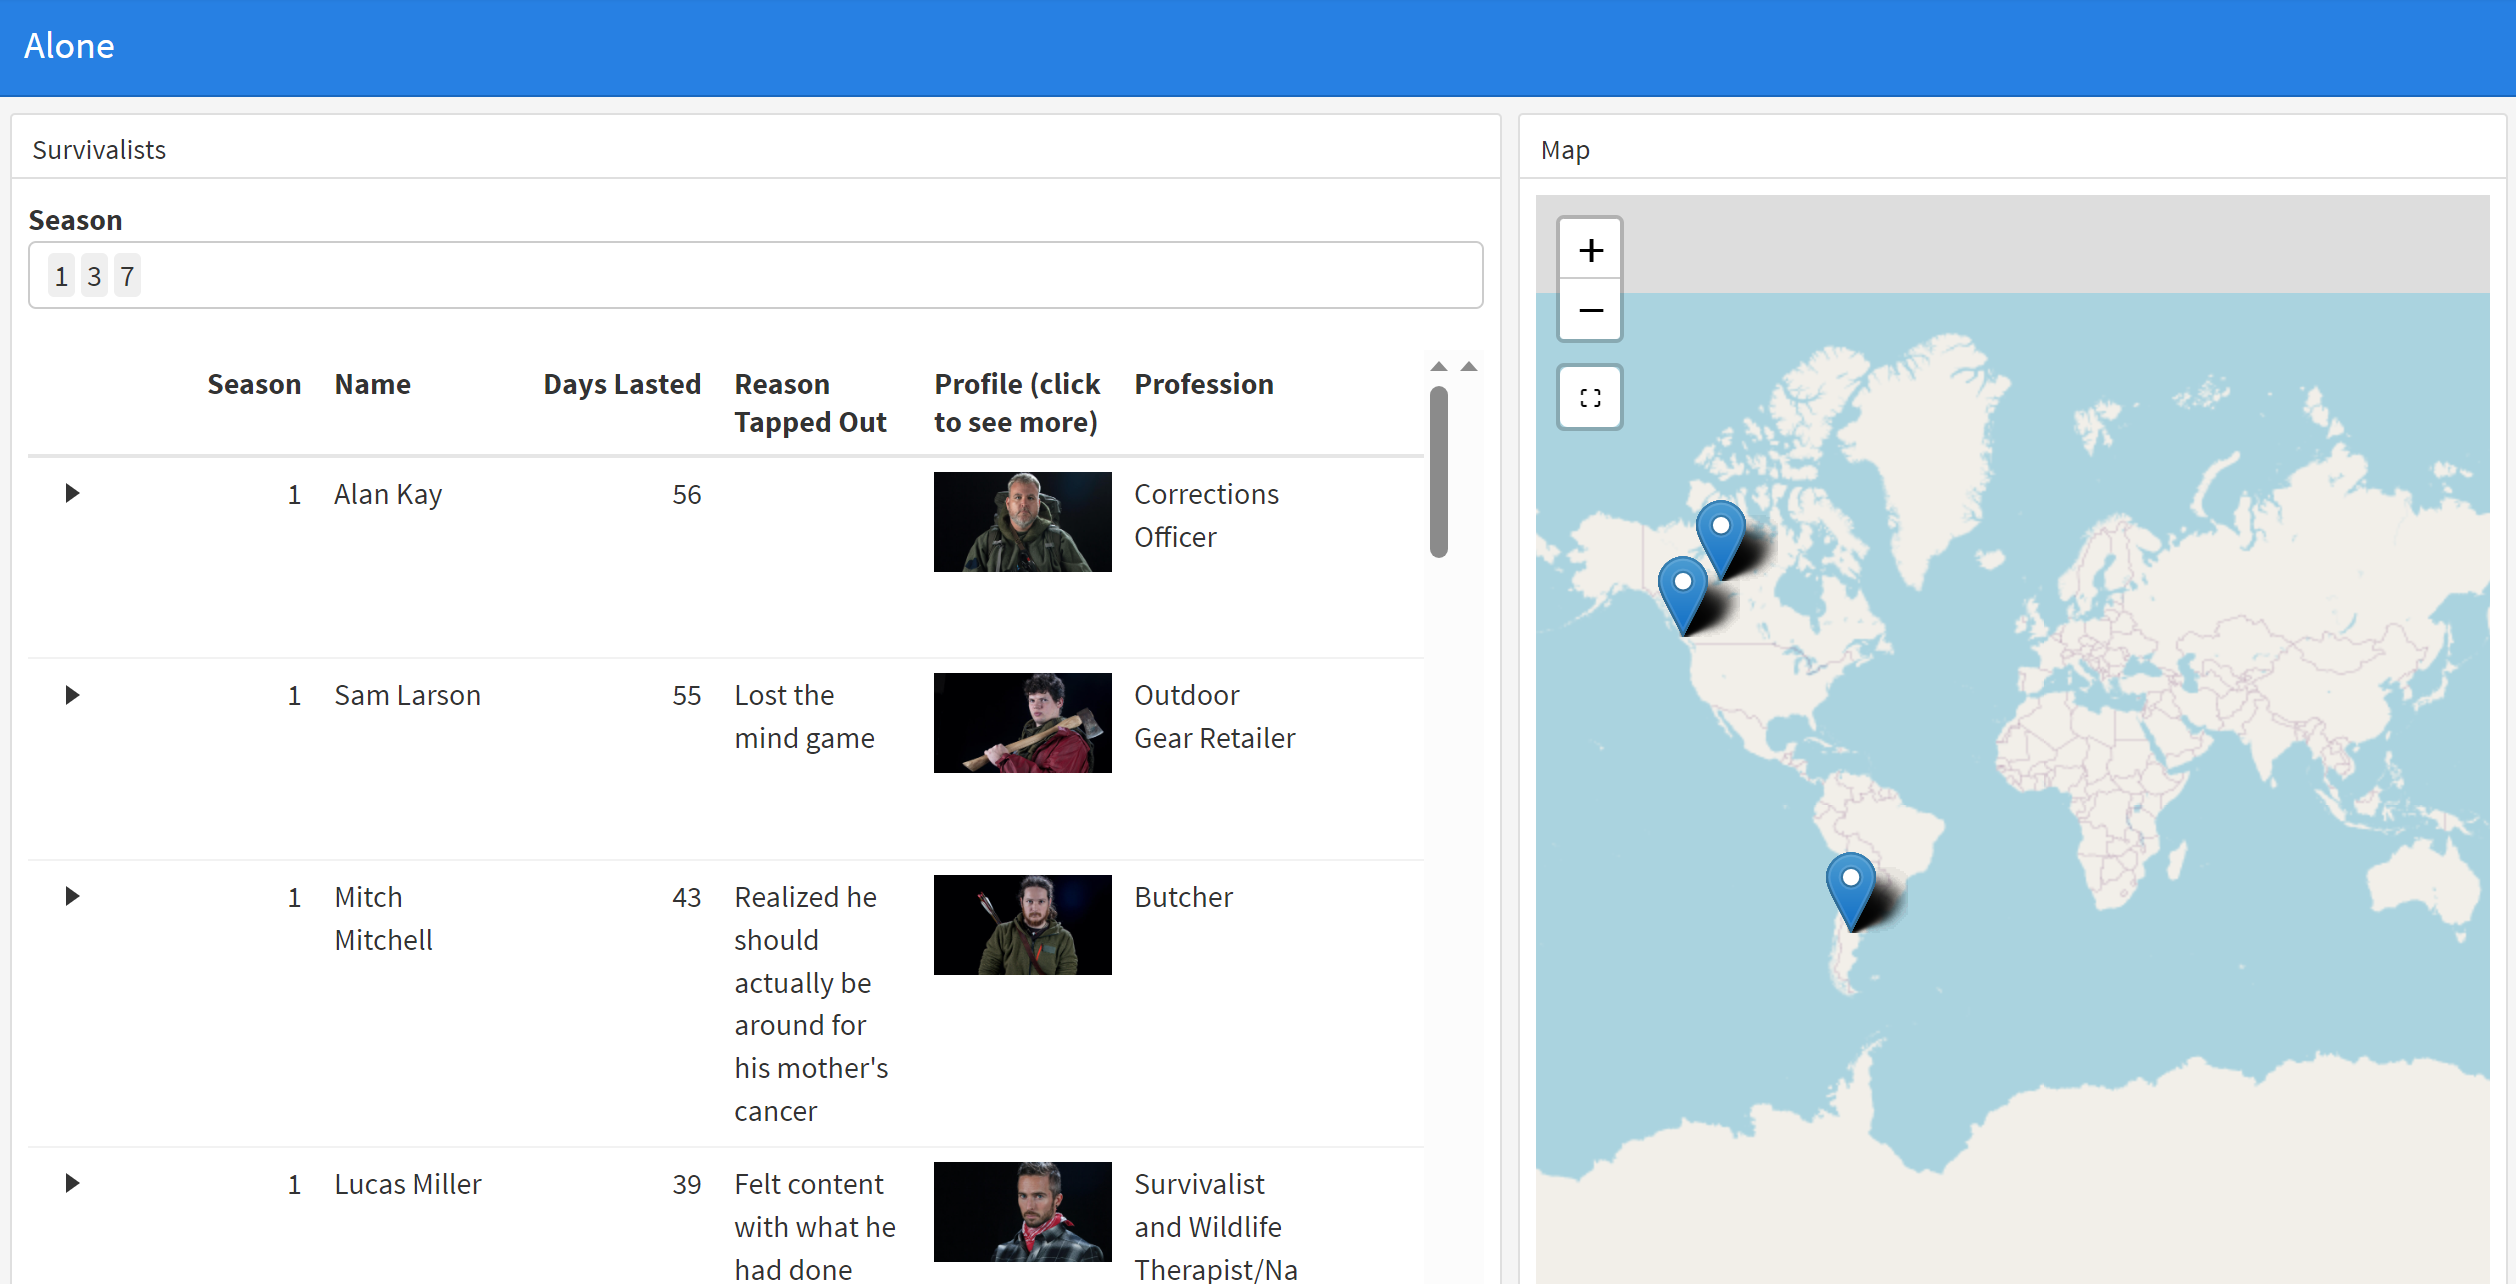 Alone
Survivalists
Season
1 3 7
Season Name Days Lasted Reason Tapped Out Profile (click to see more) Profession
1 Alan Kay 56 Corrections Officer
1 Sam Larson 55 Lost the mind game Outdoor Gear Retailer
1 Mitch Mitchell 43 Realized he should actually be around for his mother's cancer Butcher
1 Lucas Miller 39 Felt content with what he had done Survivalist and Wildlife Therapist/Na
Map
+
−